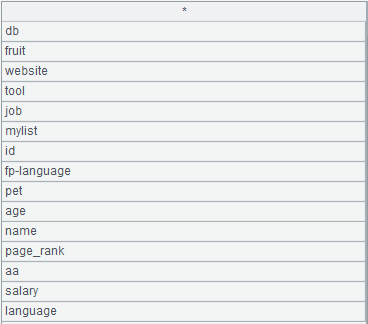 *
db
fruit
website
tool
job
mylist
id
fp-language
pet
age
name
page_rank
aa
salary
language